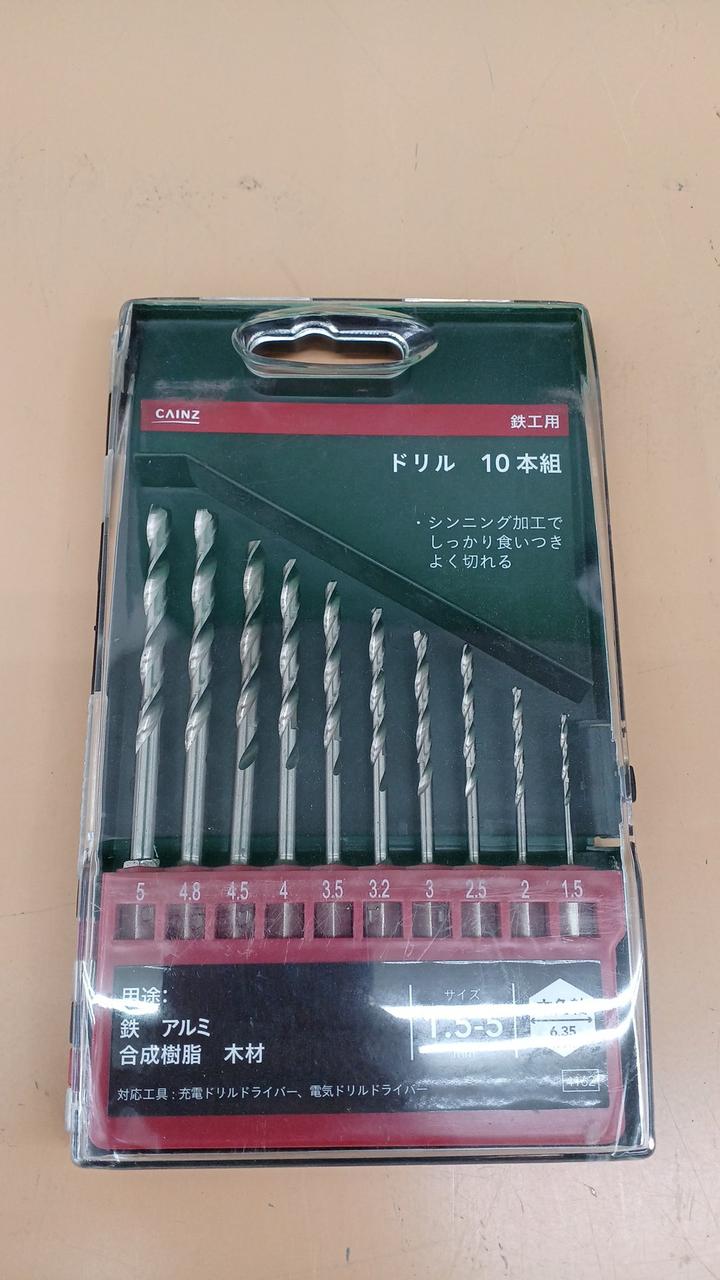 CAINZ
鉄工用
ドリル 10本組
・シンニング加工で
しっかり食いつき
よく切れる
5 4.8 4.5 4 3.5 3.2 3 2.5 2 1.5
用途:
鉄 アルミ
合成樹脂 木材
サイズ
1.5-5
6.35
対応工具:充電ドリルドライバー、電気ドリルドライバー
4162